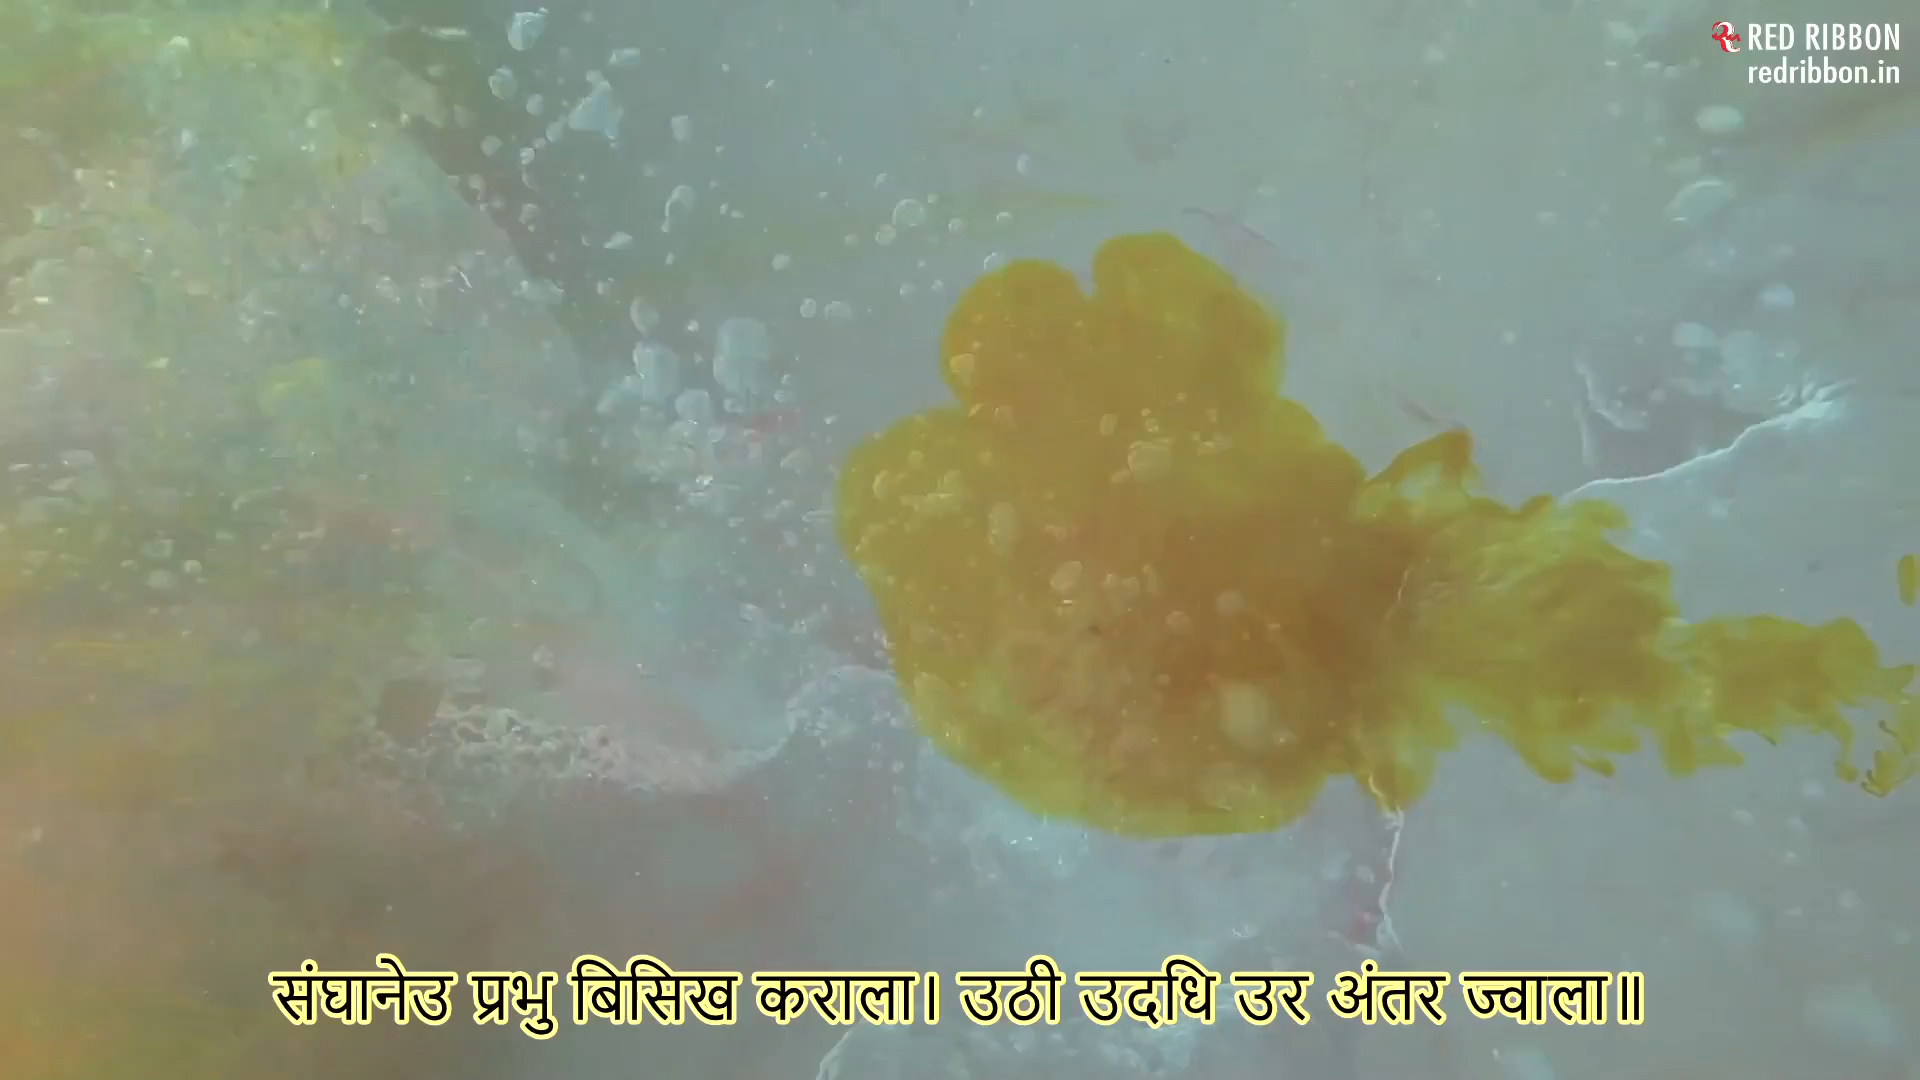 RED RIBBON
redribbon.in
संघानेउ प्रभु बिसिख कराला। उठी उदधि उर अंतर ज्वाला॥